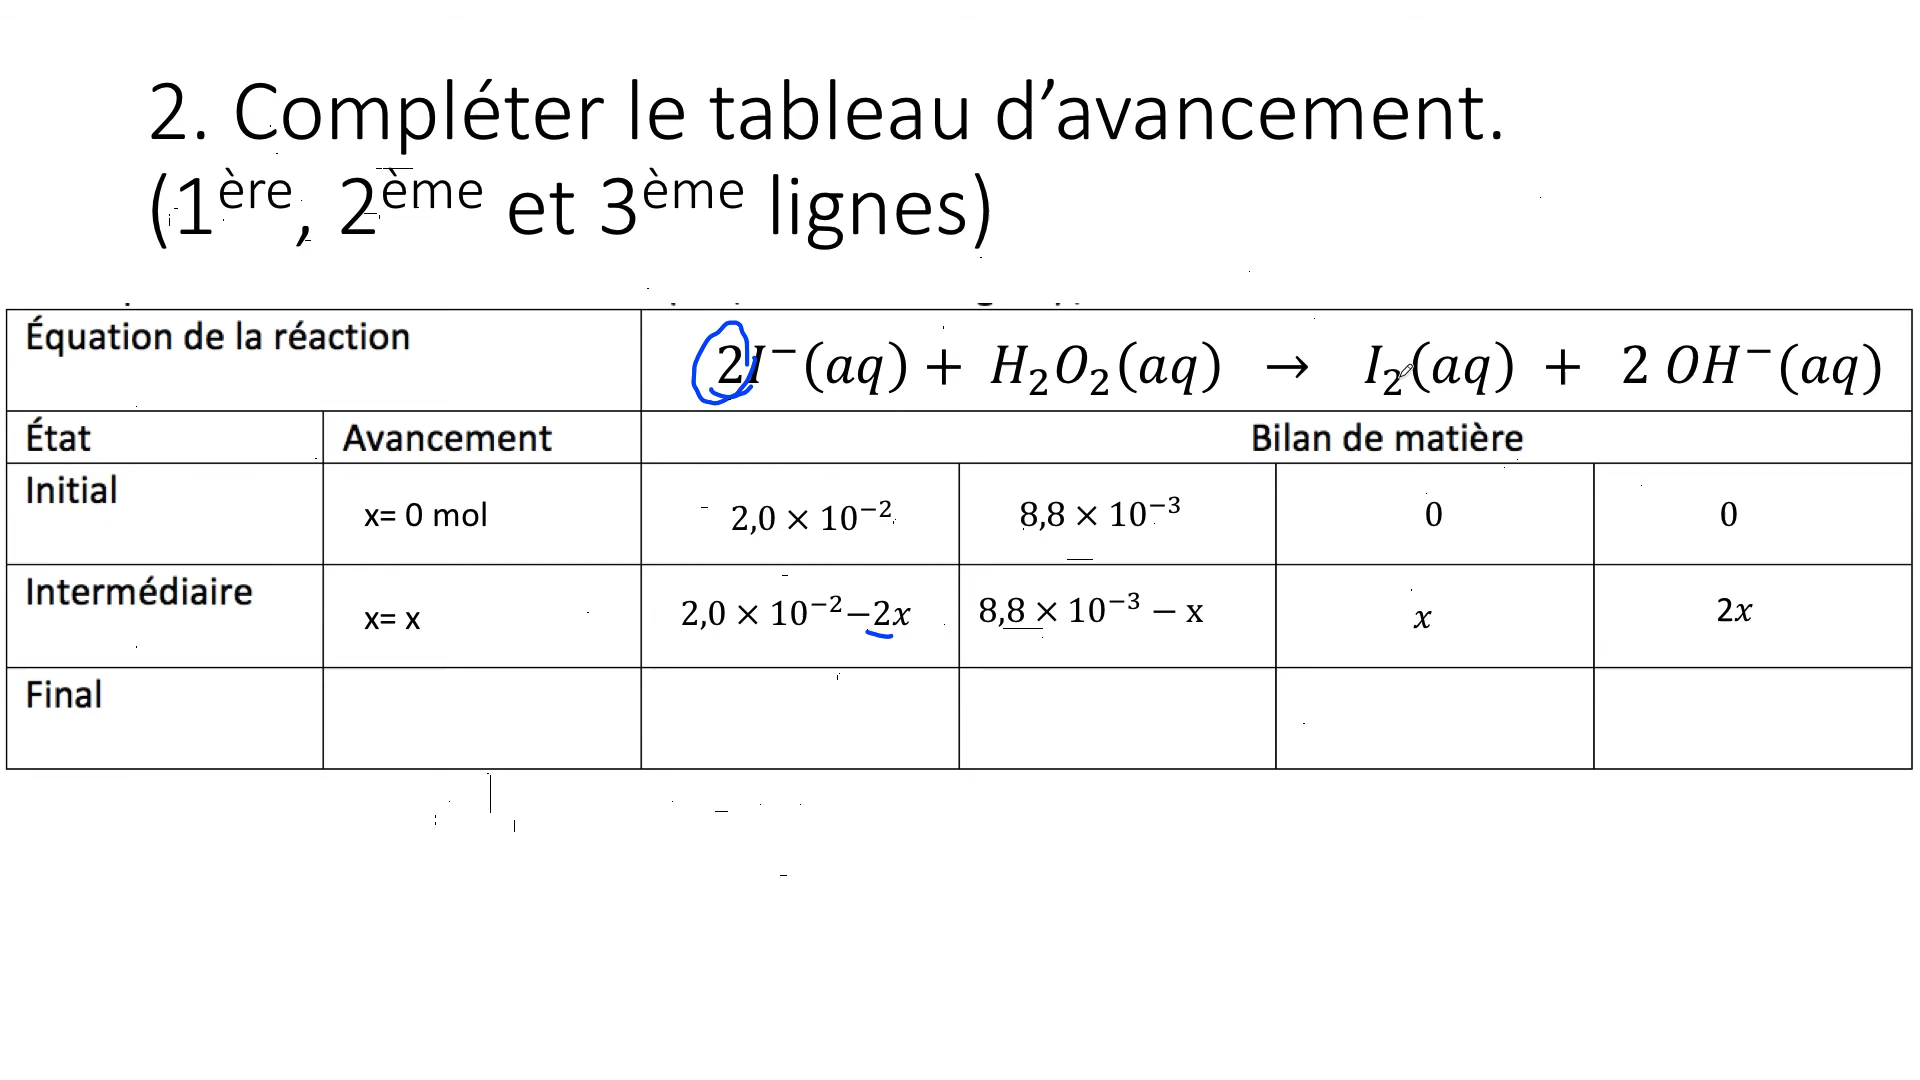 2. Compléter le tableau d’avancement.
(1ère, 2ème et 3ème lignes)
Équation de la réaction
2I⁻(aq) + H₂O₂(aq) → I₂(aq) + 2 OH⁻(aq)
État Avancement Bilan de matière
Initial x= 0 mol 2,0 × 10⁻² 8,8 × 10⁻³ 0 0
Intermédiaire x= x 2,0 × 10⁻²−2x 8,8 × 10⁻³ − x x 2x
Final